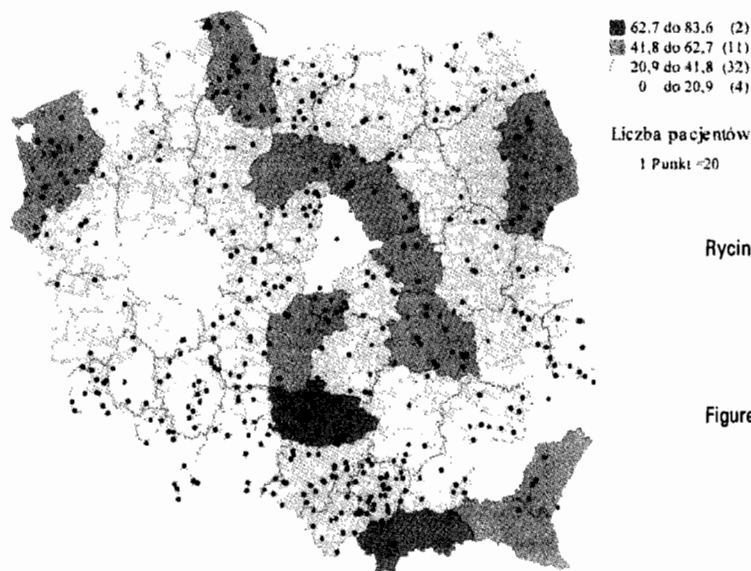 62,7 do 83,6 (2)
41,8 do 62,7 (11)
20,9 do 41,8 (32)
0 do 20,9 (4)
Liczba pacjentów
1 Punkt =20
Rycin
Figure